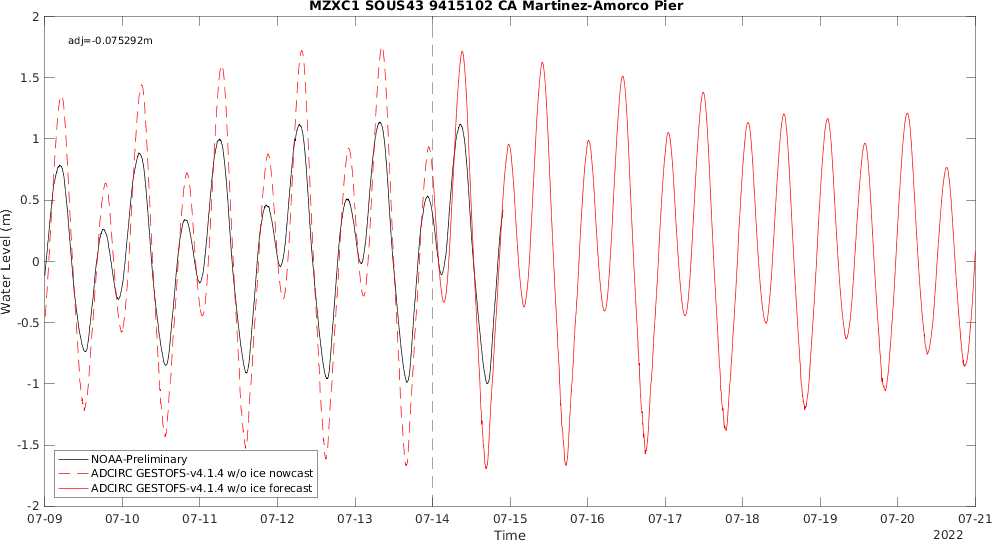 MZXC1 SOUS43 9415102 CA Martinez-Amorco Pier
adj=-0.075292m
2
1.5
1
0.5
0
-0.5
-1
-1.5
-2
Water Level (m)
NOAA-Preliminary
ADCIRC GESTOFS-v4.1.4 w/o ice nowcast
ADCIRC GESTOFS-v4.1.4 w/o ice forecast
07-09 07-10 07-11 07-12 07-13 07-14 07-15 07-16 07-17 07-18 07-19 07-20 07-21
Time
2022